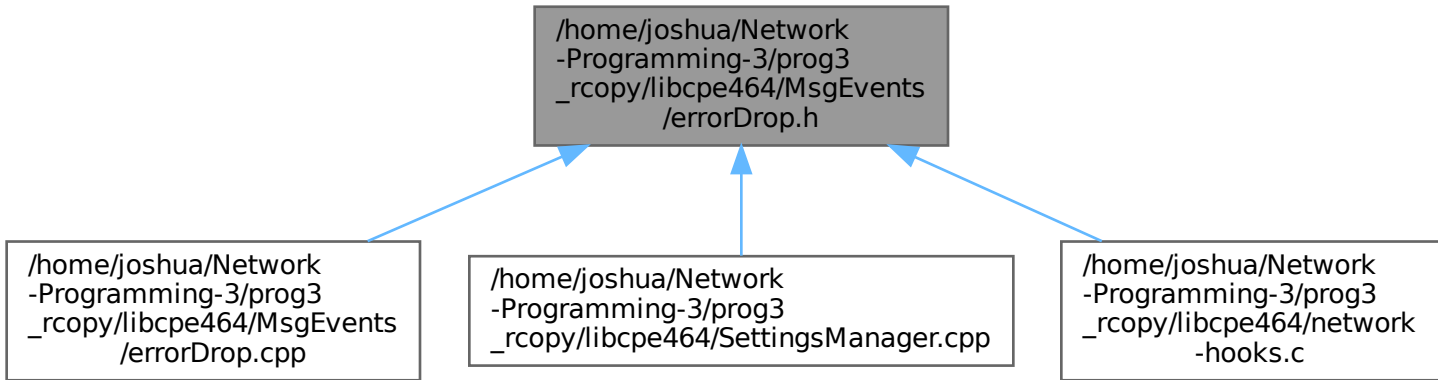 /home/joshua/Network
-Programming-3/prog3
_rcopy/libcpe464/MsgEvents
/errorDrop.h
/home/joshua/Network
-Programming-3/prog3
_rcopy/libcpe464/MsgEvents
/errorDrop.cpp
/home/joshua/Network
-Programming-3/prog3
_rcopy/libcpe464/SettingsManager.cpp
/home/joshua/Network
-Programming-3/prog3
_rcopy/libcpe464/network
-hooks.c